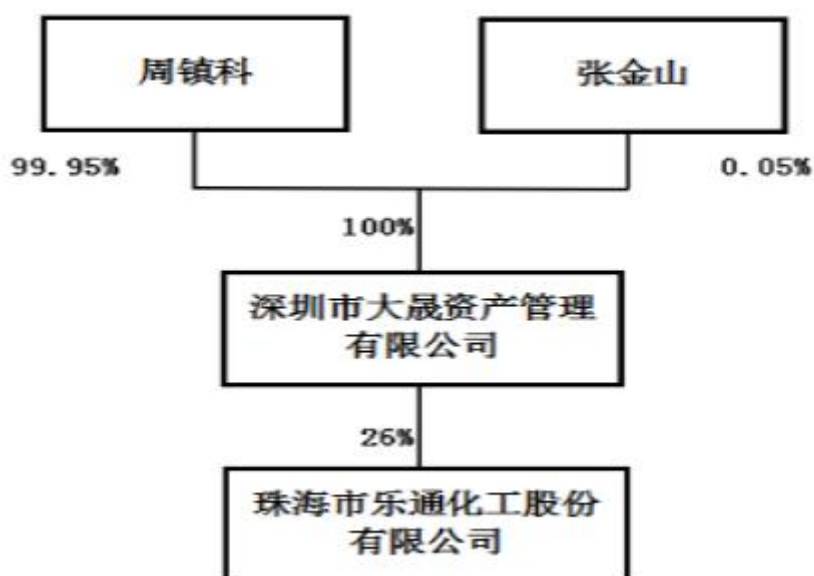 周镇科
张金山
99.95%
0.05%
100%
深圳市大晟资产管理
有限公司
26%
珠海市乐通化工股份
有限公司